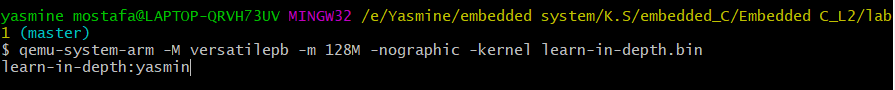 yasmine mostafa@LAPTOP-QRVH73UV MINGW32 /e/Yasmine/embedded system/K.S/embedded_C/Embedded C_L2/lab
1 (master)
$ qemu-system-arm -M versatilepb -m 128M -nographic -kernel learn-in-depth.bin
learn-in-depth:yasmin